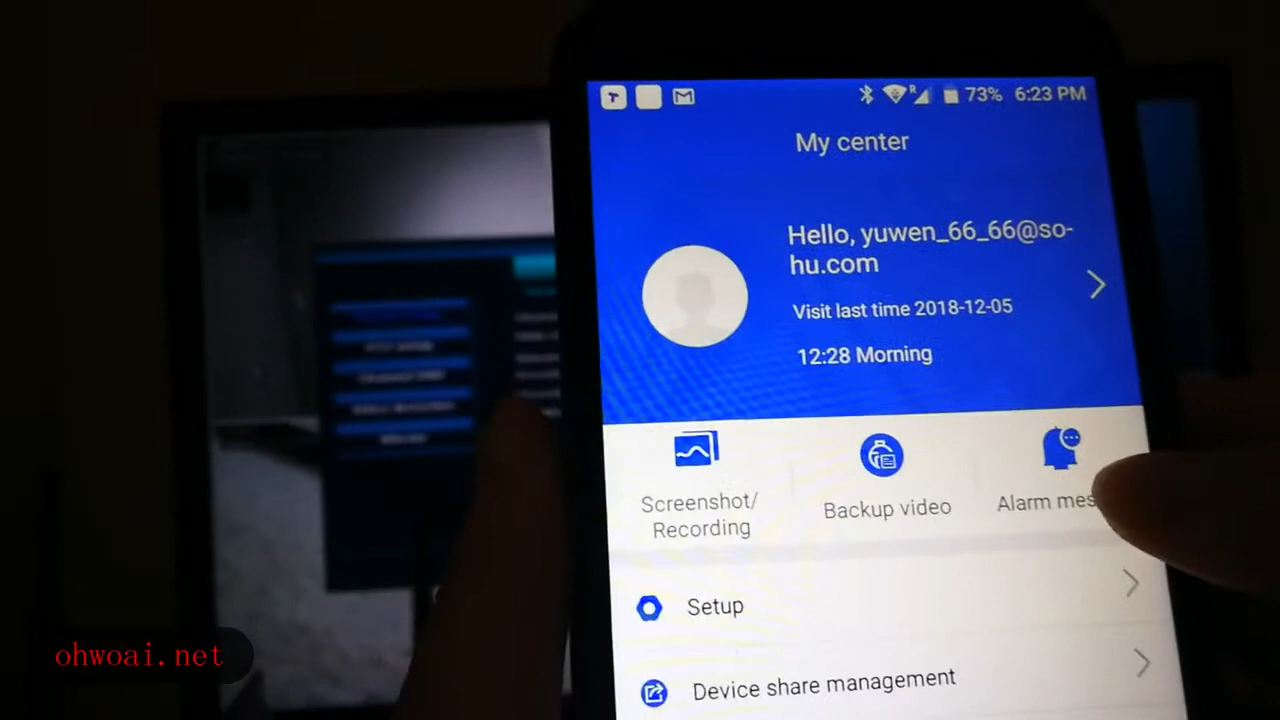 R 73% 6:23 PM
My center
Hello, yuwen_66_66@so-
hu.com
Visit last time 2018-12-05
12:28 Morning
Screenshot/
Recording
Backup video
Alarm mes
Setup
Device share management
ohwoai.net